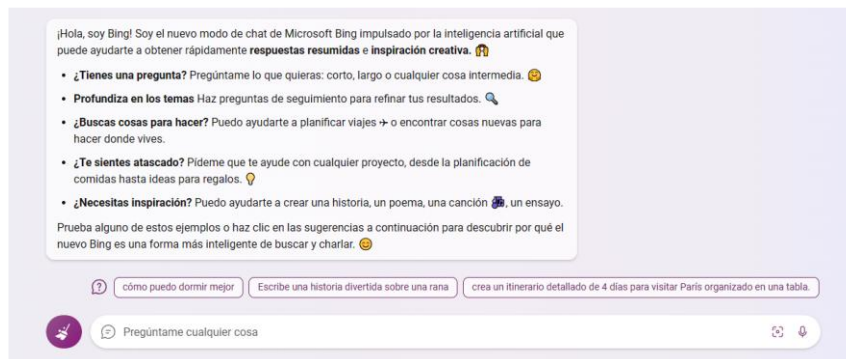 ¡Hola, soy Bing! Soy el nuevo modo de chat de Microsoft Bing impulsado por la inteligencia artificial que
puede ayudarte a obtener rápidamente respuestas resumidas e inspiración creativa.
• ¿Tienes una pregunta? Pregúntame lo que quieras: corto, largo o cualquier cosa intermedia.
• Profundiza en los temas Haz preguntas de seguimiento para refinar tus resultados. 🔍
• ¿Buscas cosas para hacer? Puedo ayudarte a planificar viajes ✈ o encontrar cosas nuevas para
hacer donde vives.
• ¿Te sientes atascado? Pídeme que te ayude con cualquier proyecto, desde la planificación de
comidas hasta ideas para regalos. 💡
• ¿Necesitas inspiración? Puedo ayudarte a crear una historia, un poema, una canción , un ensayo.
Prueba alguno de estos ejemplos o haz clic en las sugerencias a continuación para descubrir por qué el
nuevo Bing es una forma más inteligente de buscar y charlar. 😊
cómo puedo dormir mejor Escribe una historia divertida sobre una rana crea un itinerario detallado de 4 días para visitar París organizado en una tabla.
Pregúntame cualquier cosa